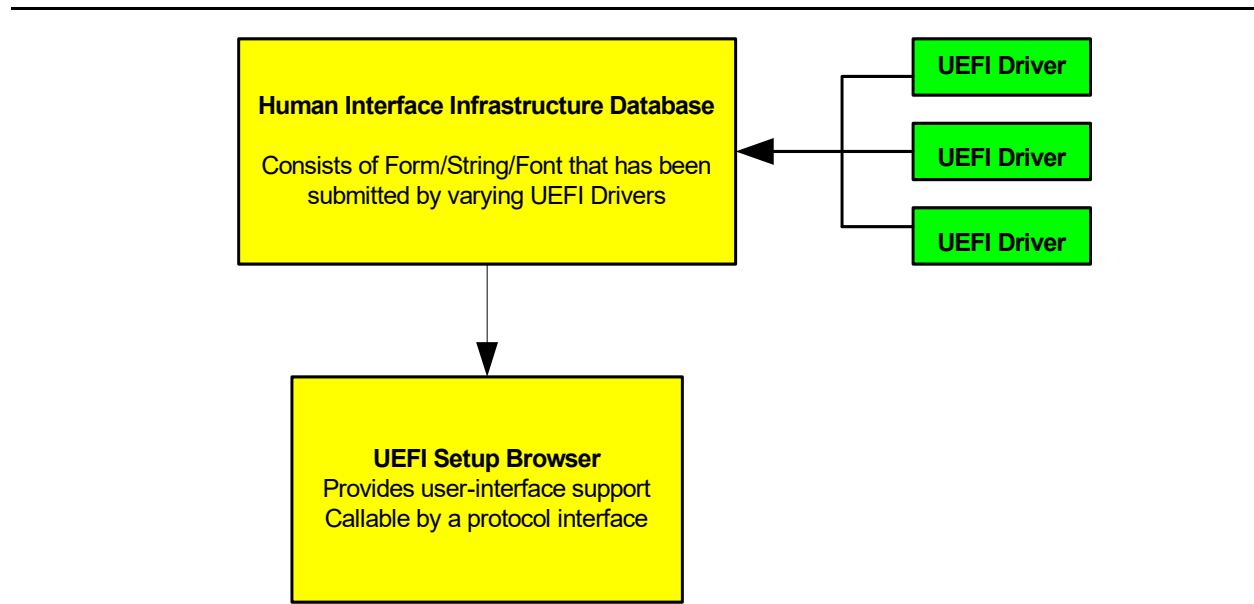 Human Interface Infrastructure Database
Consists of Form/String/Font that has been
submitted by varying UEFI Drivers
UEFI Driver
UEFI Driver
UEFI Driver
UEFI Setup Browser
Provides user-interface support
Callable by a protocol interface